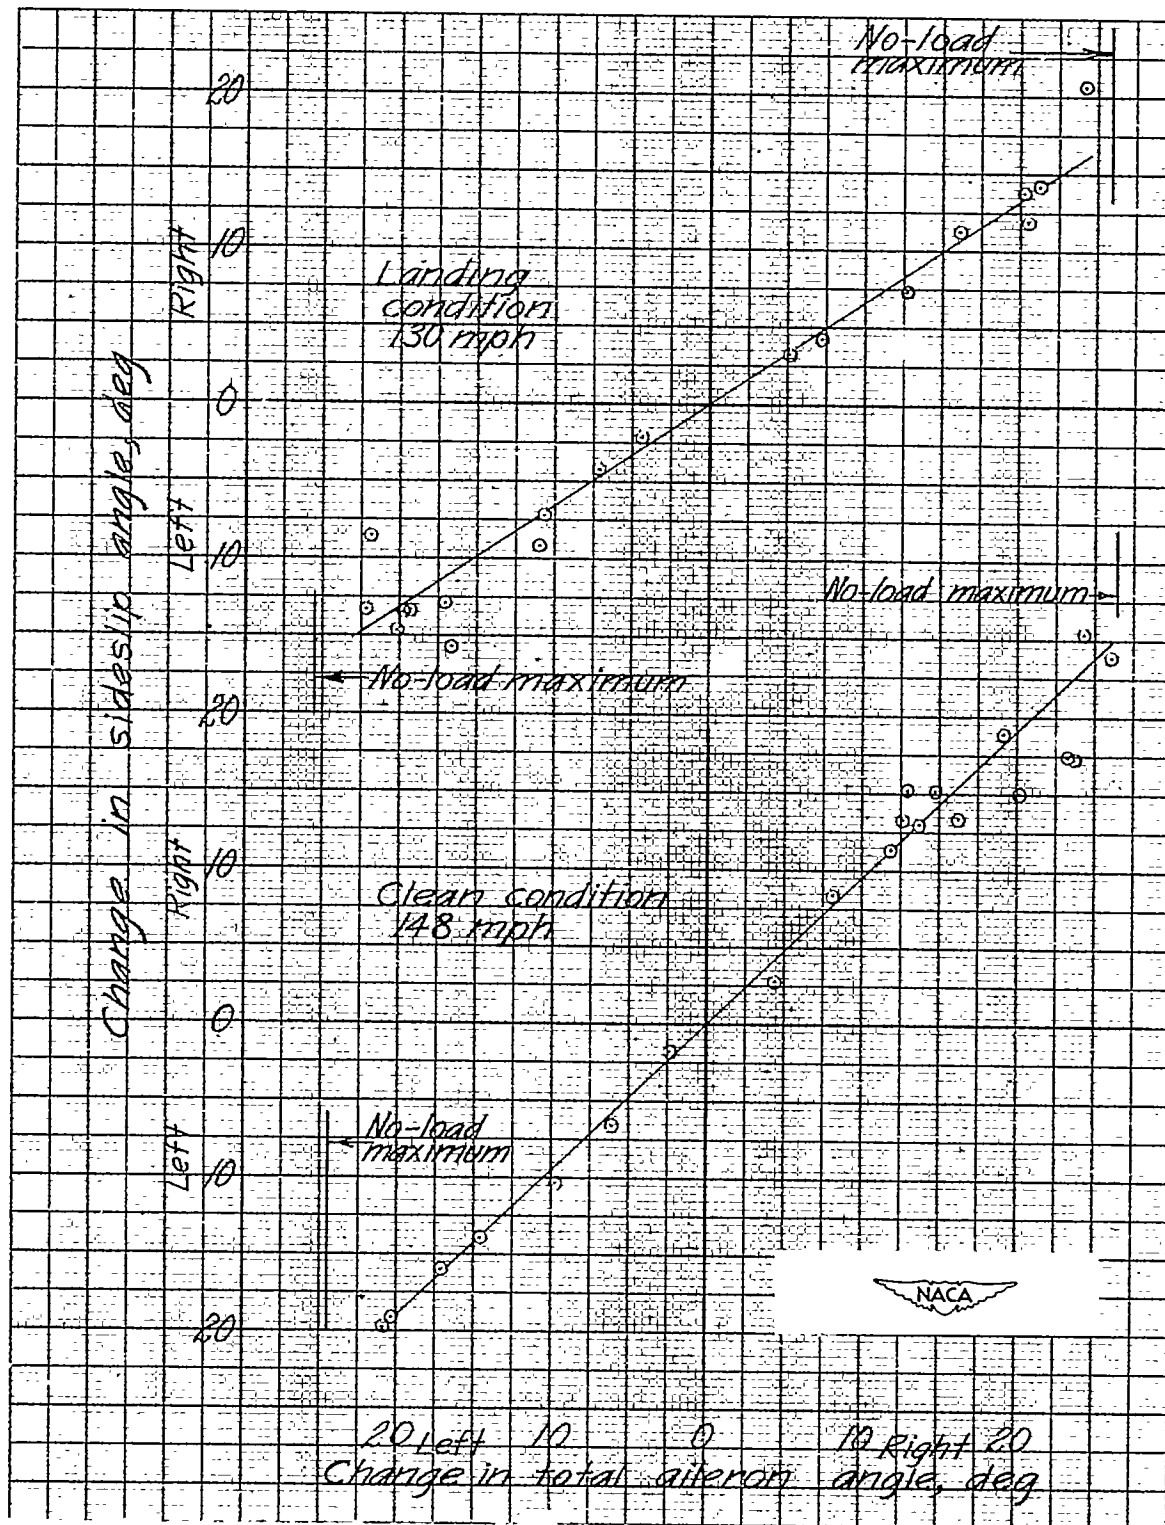 No-load
maximum
20
10
Right
Landing
condition
130 mph
0
Left
10
No-load maximum
No-load maximum
20
Change in sideslip angle, deg
Right
10
Clean condition
148 mph
0
No-load
maximum
Left
10
20
NACA
20 Left 10 0 10 Right 20
Change in total aileron angle, deg